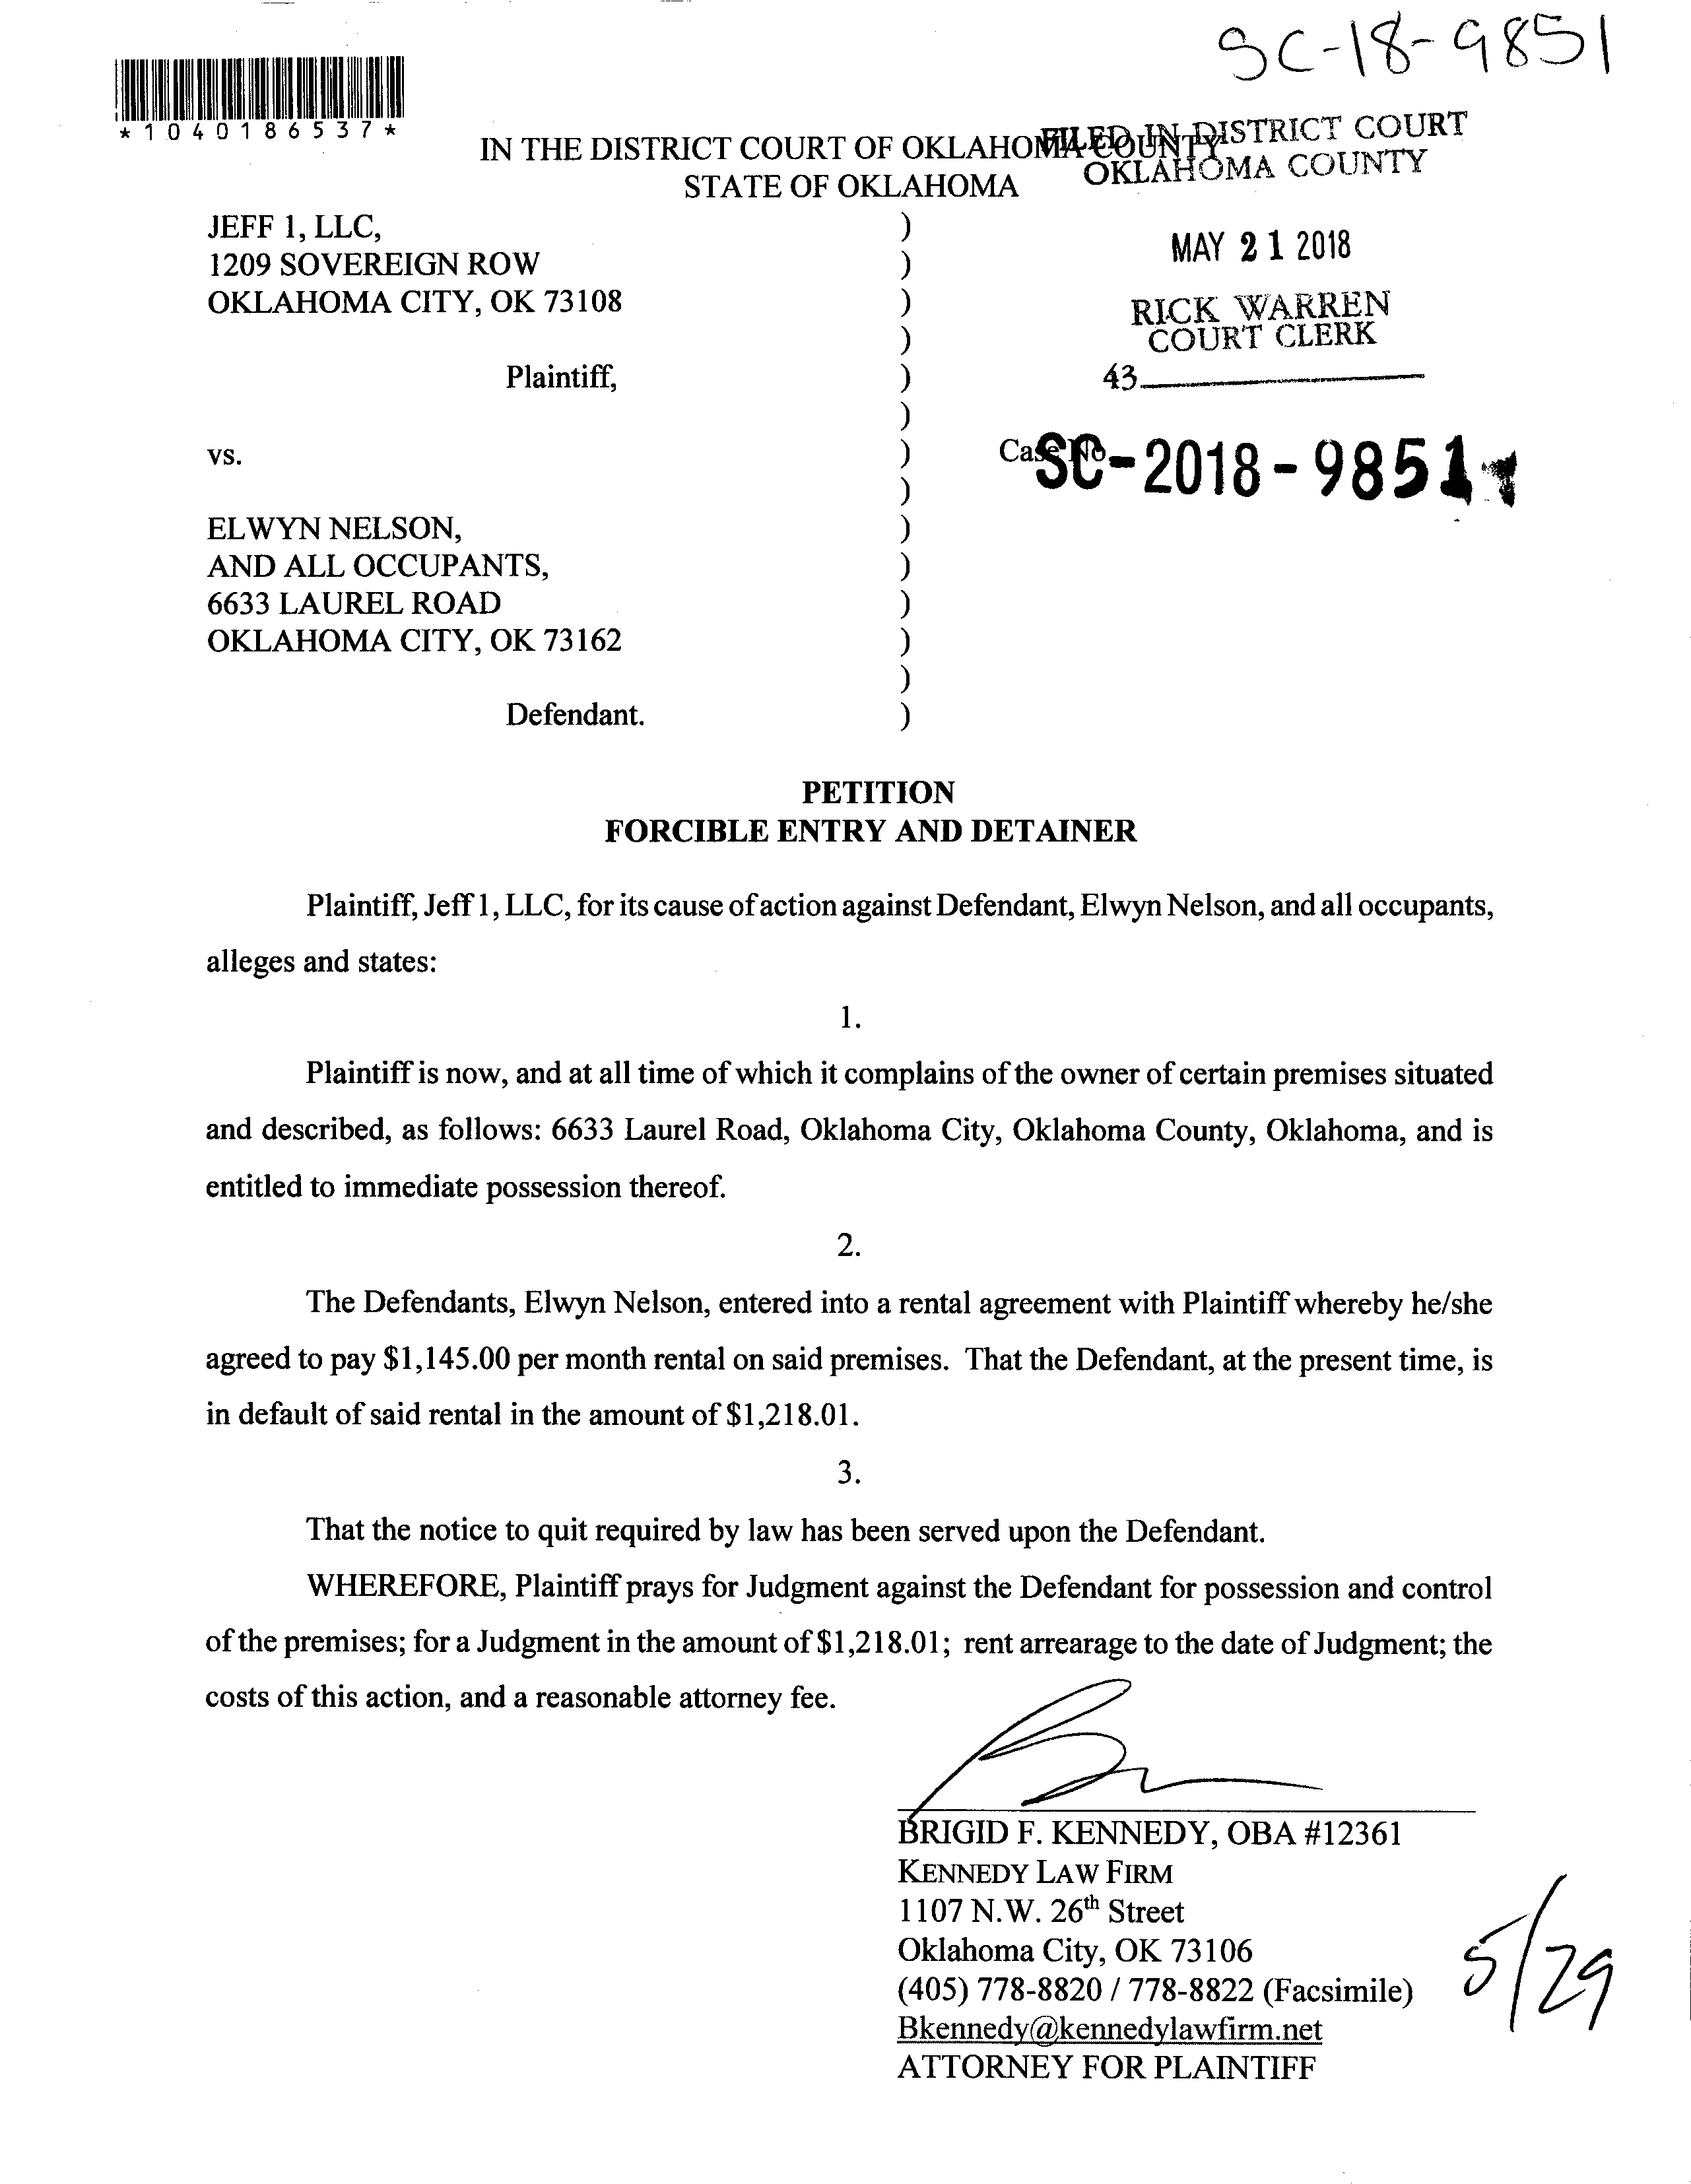 SC-18-9851
*1040186537*
IN THE DISTRICT COURT OF OKLAHOMA COUNTY
STATE OF OKLAHOMA
FILED IN DISTRICT COURT
OKLAHOMA COUNTY
MAY 21 2018
RICK WARREN
COURT CLERK
43
JEFF 1, LLC, )
1209 SOVEREIGN ROW )
OKLAHOMA CITY, OK 73108 )
)
Plaintiff, )
)
vs. ) Case No.
SC-2018-9851
)
ELWYN NELSON, )
AND ALL OCCUPANTS, )
6633 LAUREL ROAD )
OKLAHOMA CITY, OK 73162 )
)
Defendant. )
PETITION
FORCIBLE ENTRY AND DETAINER
Plaintiff, Jeff 1, LLC, for its cause of action against Defendant, Elwyn Nelson, and all occupants,
alleges and states:
1.
Plaintiff is now, and at all time of which it complains of the owner of certain premises situated
and described, as follows: 6633 Laurel Road, Oklahoma City, Oklahoma County, Oklahoma, and is
entitled to immediate possession thereof.
2.
The Defendants, Elwyn Nelson, entered into a rental agreement with Plaintiff whereby he/she
agreed to pay $1,145.00 per month rental on said premises. That the Defendant, at the present time, is
in default of said rental in the amount of $1,218.01.
3.
That the notice to quit required by law has been served upon the Defendant.
WHEREFORE, Plaintiff prays for Judgment against the Defendant for possession and control
of the premises; for a Judgment in the amount of $1,218.01; rent arrearage to the date of Judgment; the
costs of this action, and a reasonable attorney fee.
BRIGID F. KENNEDY, OBA #12361
KENNEDY LAW FIRM
1107 N.W. 26th Street
Oklahoma City, OK 73106
(405) 778-8820 / 778-8822 (Facsimile)
Bkennedy@kennedylawfirm.net
ATTORNEY FOR PLAINTIFF
5/29